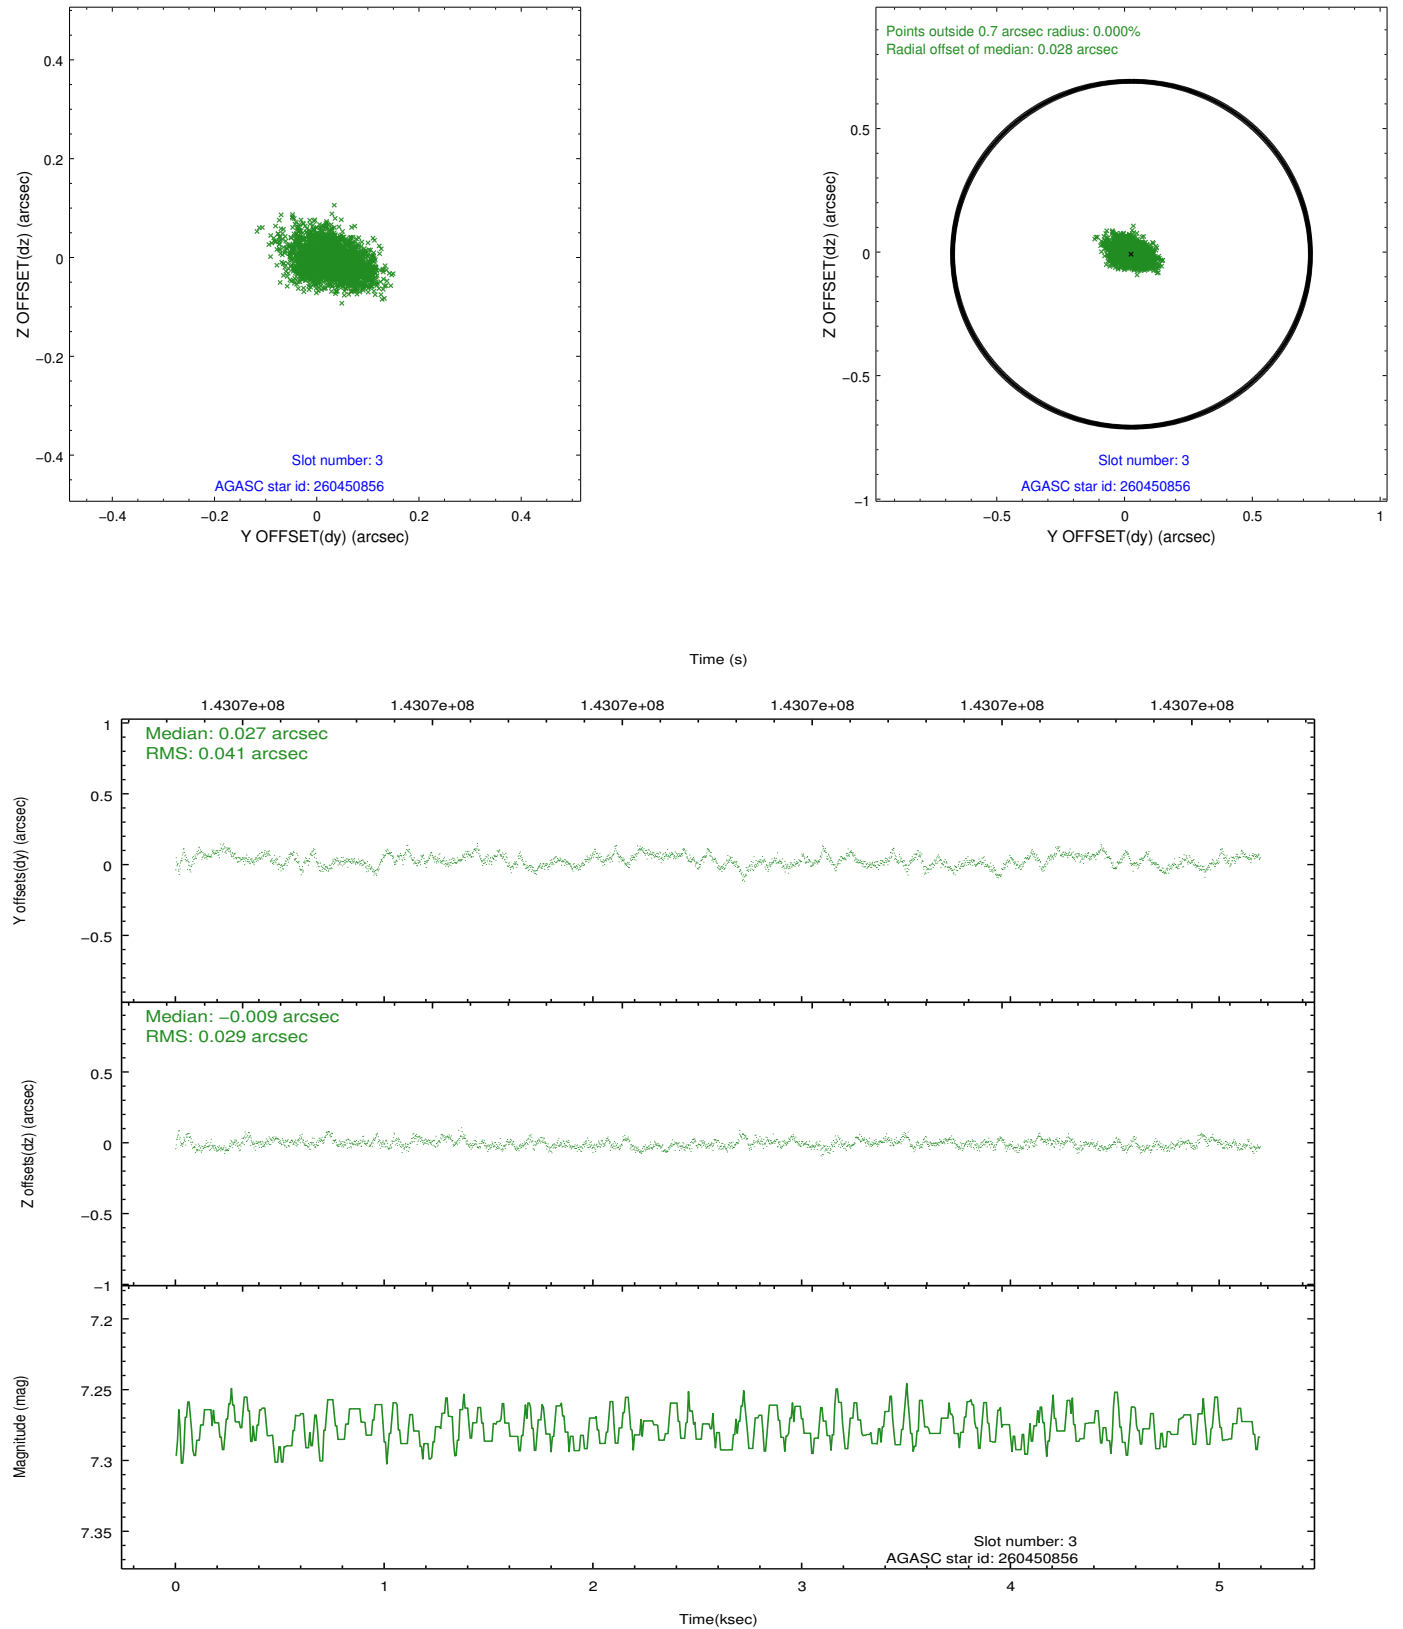 0.4
0.2
0
−0.2
−0.4
Z OFFSET(dz) (arcsec)
Slot number: 3
AGASC star id: 260450856
−0.4 −0.2 0 0.2 0.4
Y OFFSET(dy) (arcsec)
Points outside 0.7 arcsec radius: 0.000%
Radial offset of median: 0.028 arcsec
0.5
0
−0.5
−1
Z OFFSET(dz) (arcsec)
Slot number: 3
AGASC star id: 260450856
−0.5 0 0.5 1
Y OFFSET(dy) (arcsec)
Time (s)
1.4307e+08 1.4307e+08 1.4307e+08 1.4307e+08 1.4307e+08 1.4307e+08
Median: 0.027 arcsec
RMS: 0.041 arcsec
1
0.5
0
−0.5
Y offsets(dy) (arcsec)
Median: −0.009 arcsec
RMS: 0.029 arcsec
0.5
0
−0.5
−1
Z offsets(dz) (arcsec)
7.2
7.25
7.3
7.35
Magnitude (mag)
Slot number: 3
AGASC star id: 260450856
0 1 2 3 4 5
Time(ksec)